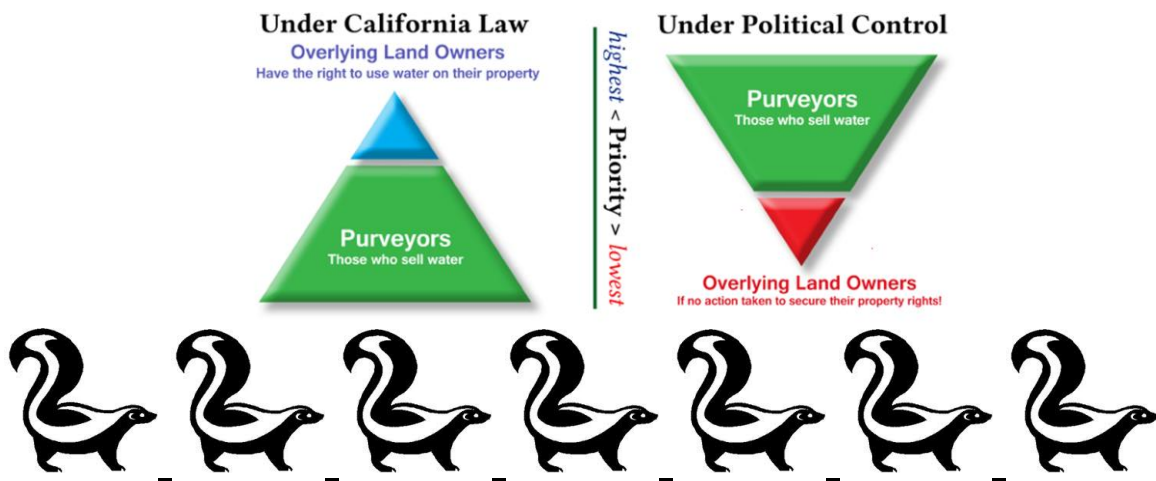 Under California Law
Overlying Land Owners
Have the right to use water on their property
Purveyors
Those who sell water
highest < Priority > lowest
Under Political Control
Purveyors
Those who sell water
Overlying Land Owners
If no action taken to secure their property rights!